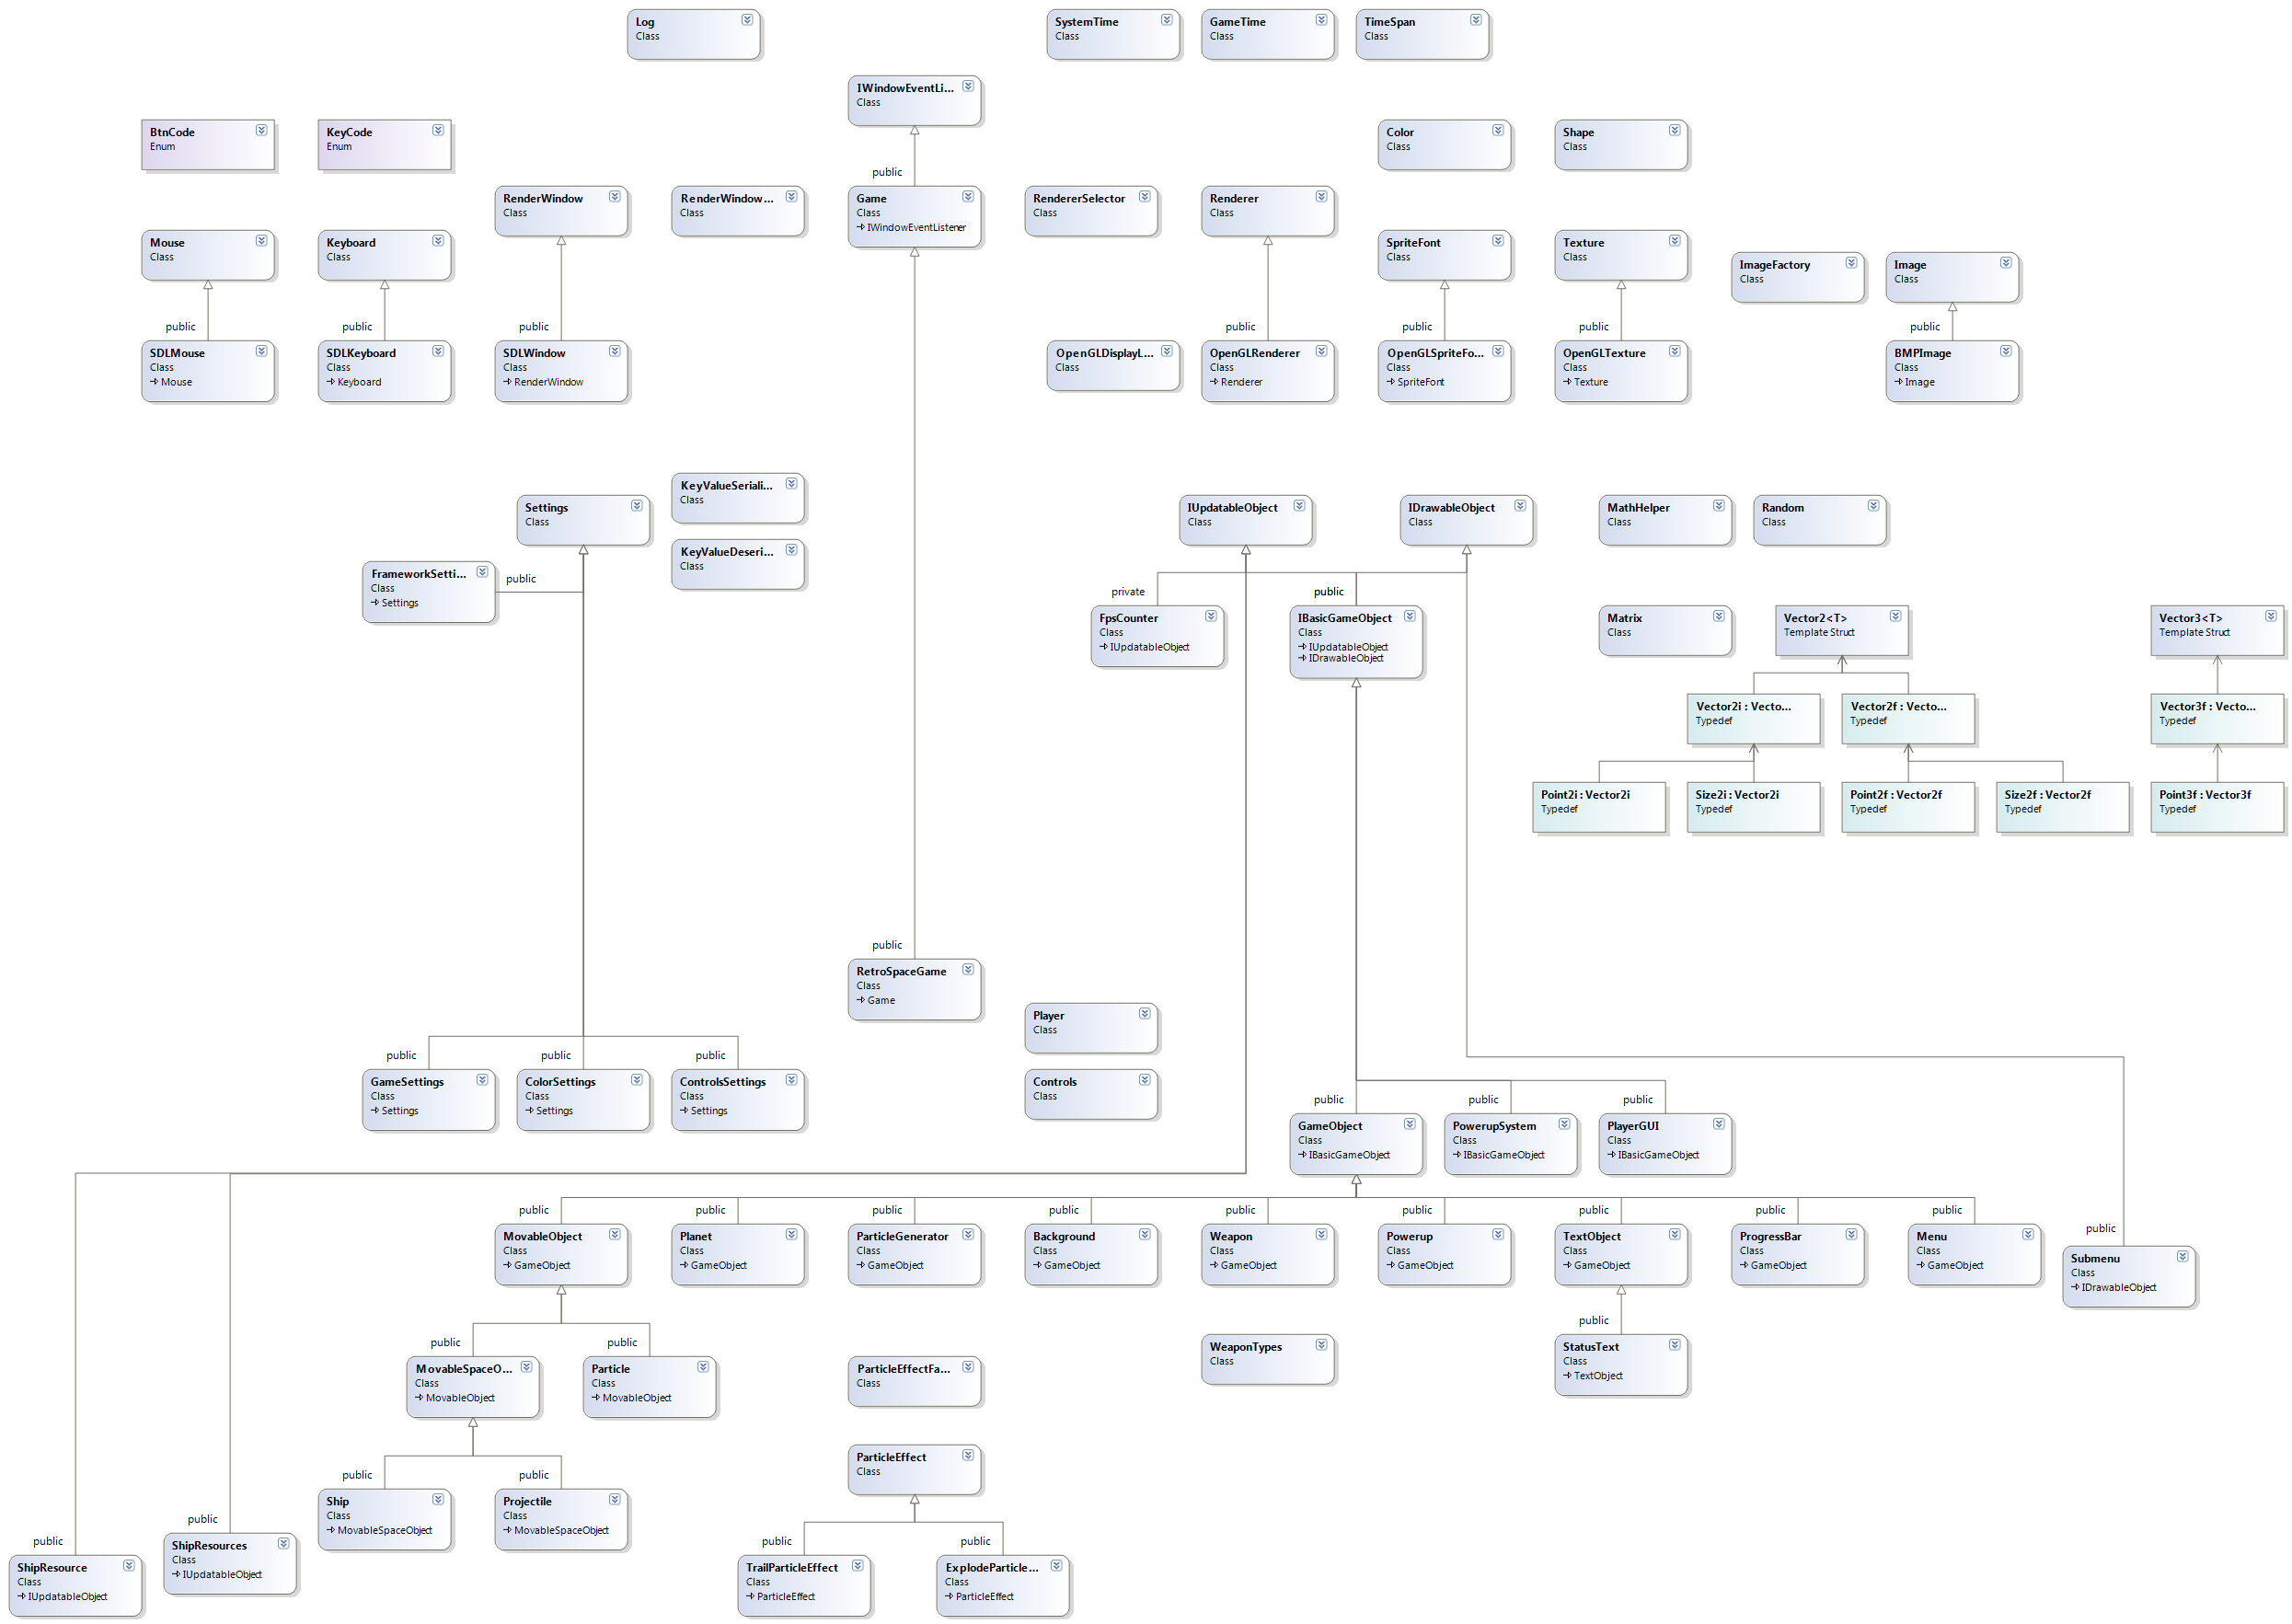 Log
Class
SystemTime
Class
GameTime
Class
TimeSpan
Class
IWindowEventLi...
Class
BtnCode
Enum
KeyCode
Enum
Color
Class
Shape
Class
public
RenderWindow
Class
RenderWindow...
Class
Game
Class
IWindowEventListener
RendererSelector
Class
Renderer
Class
Mouse
Class
Keyboard
Class
SpriteFont
Class
Texture
Class
ImageFactory
Class
Image
Class
public
public
public
public
public
public
public
SDLMouse
Class
Mouse
SDLKeyboard
Class
Keyboard
SDLWindow
Class
RenderWindow
OpenGLDisplayL...
Class
OpenGLRenderer
Class
Renderer
OpenGLSpriteFo...
Class
SpriteFont
OpenGLTexture
Class
Texture
BMPImage
Class
Image
KeyValueSeriali...
Class
Settings
Class
IUpdatableObject
Class
IDrawableObject
Class
MathHelper
Class
Random
Class
KeyValueDeseri...
Class
FrameworkSetti...
Class
Settings
public
private
public
FpsCounter
Class
IUpdatableObject
IBasicGameObject
Class
IUpdatableObject
IDrawableObject
Matrix
Class
Vector2<T>
Template Struct
Vector3<T>
Template Struct
Vector2i : Vecto...
Typedef
Vector2f : Vecto...
Typedef
Vector3f : Vecto...
Typedef
Point2i : Vector2i
Typedef
Size2i : Vector2i
Typedef
Point2f : Vector2f
Typedef
Size2f : Vector2f
Typedef
Point3f : Vector3f
Typedef
public
RetroSpaceGame
Class
Game
Player
Class
public
public
public
GameSettings
Class
Settings
ColorSettings
Class
Settings
ControlsSettings
Class
Settings
Controls
Class
public
public
public
GameObject
Class
IBasicGameObject
PowerupSystem
Class
IBasicGameObject
PlayerGUI
Class
IBasicGameObject
public
public
public
public
public
public
public
public
public
public
MovableObject
Class
GameObject
Planet
Class
GameObject
ParticleGenerator
Class
GameObject
Background
Class
GameObject
Weapon
Class
GameObject
Powerup
Class
GameObject
TextObject
Class
GameObject
ProgressBar
Class
GameObject
Menu
Class
GameObject
Submenu
Class
IDrawableObject
public
public
public
MovableSpaceO...
Class
MovableObject
Particle
Class
MovableObject
ParticleEffectFa...
Class
WeaponTypes
Class
StatusText
Class
TextObject
ParticleEffect
Class
public
public
Ship
Class
MovableSpaceObject
Projectile
Class
MovableSpaceObject
public
public
public
public
ShipResource
Class
IUpdatableObject
ShipResources
Class
IUpdatableObject
TrailParticleEffect
Class
ParticleEffect
ExplodeParticle...
Class
ParticleEffect